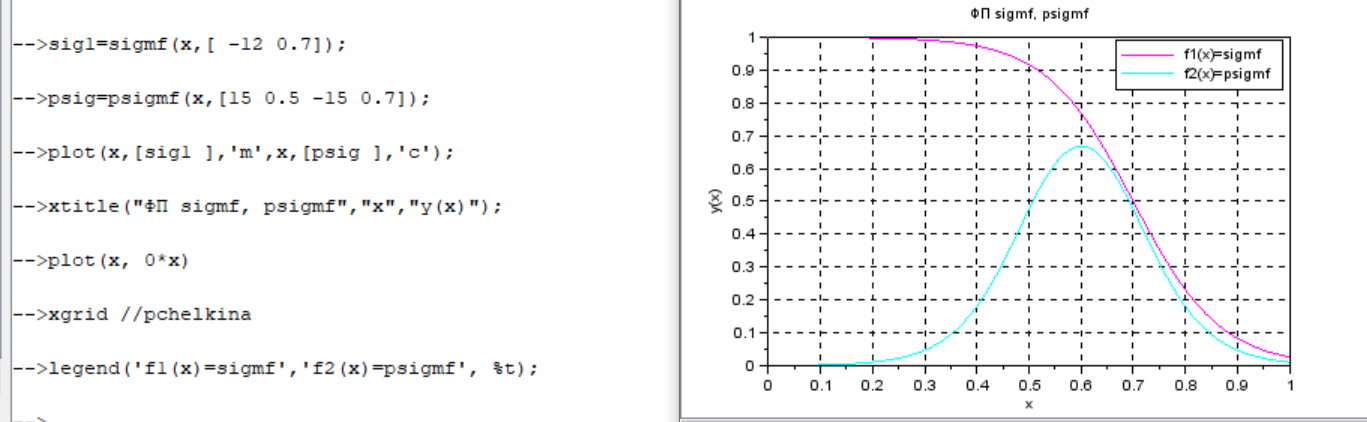 -->sig1=sigmf(x,[ -12 0.7]);
-->psig=psigmf(x,[15 0.5 -15 0.7]);
-->plot(x,[sig1 ],'m',x,[psig ],'c');
-->xtitle("ФП sigmf, psigmf","x","y(x)");
-->plot(x, 0*x)
-->xgrid //pchelkina
-->legend('f1(x)=sigmf','f2(x)=psigmf', %t);
-->
ФП sigmf, psigmf
f1(x)=sigmf
f2(x)=psigmf
1
0.9
0.8
0.7
0.6
0.5
0.4
0.3
0.2
0.1
0
y(x)
0 0.1 0.2 0.3 0.4 0.5 0.6 0.7 0.8 0.9 1
x